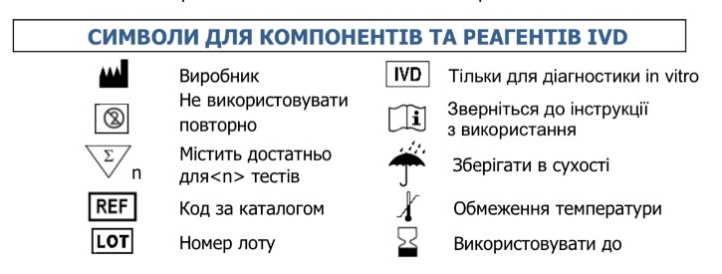 СИМВОЛИ ДЛЯ КОМПОНЕНТІВ ТА РЕАГЕНТІВ IVD
Виробник
Не використовувати
повторно
Σ
n
Містить достатньо
для<n> тестів
REF
Код за каталогом
LOT
Номер лоту
IVD
Тільки для діагностики in vitro
i
Зверніться до інструкції
з використання
Зберігати в сухості
Обмеження температури
Використовувати до